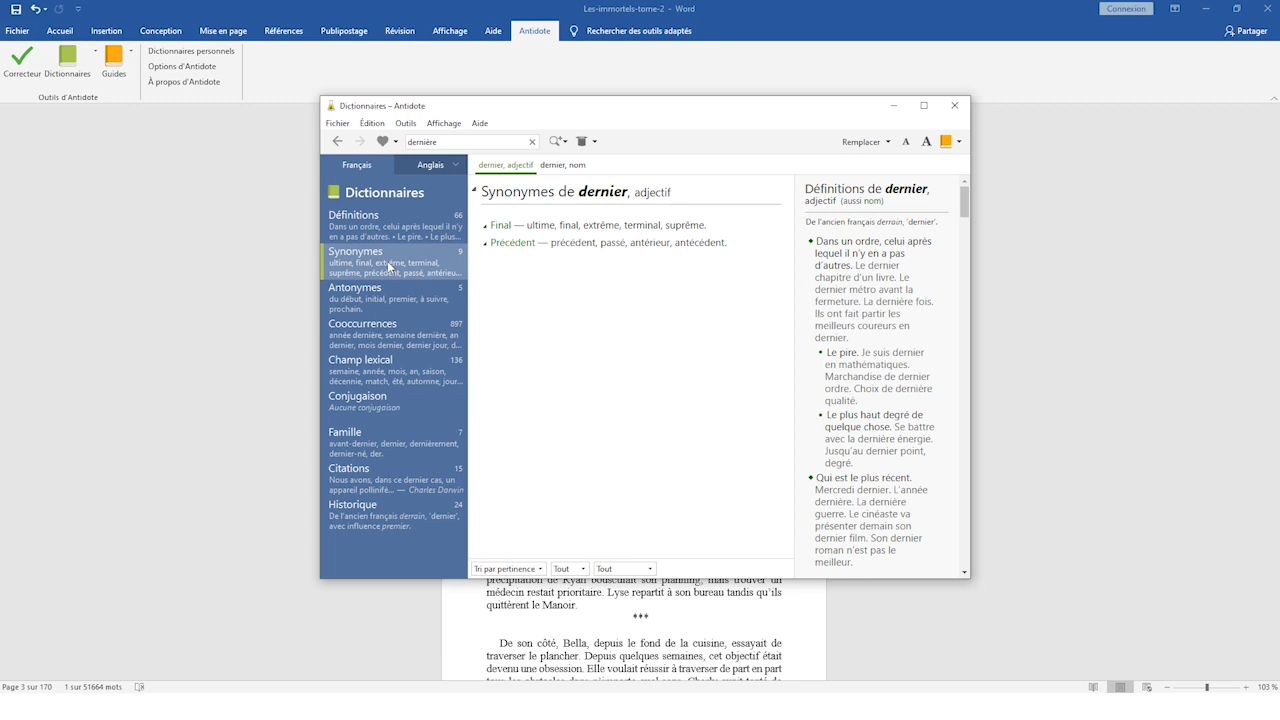 Les-immortels-tome-2 - Word
Connexion
Fichier Accueil Insertion Conception Mise en page Références Publipostage Révision Affichage Aide Antidote Rechercher des outils adaptés Partager
Correcteur Dictionnaires Guides
Dictionnaires personnels
Options d'Antidote
À propos d'Antidote
Outils d'Antidote
Dictionnaires – Antidote
Fichier Édition Outils Affichage Aide
dernière
Remplacer A A
Français Anglais
Dictionnaires
Définitions 66
Dans un ordre, celui après lequel il n'y
en a pas d'autres. • Le pire. • Le plus...
Synonymes 9
ultime, final, extrême, terminal,
suprême, précédent, passé, antérieu...
Antonymes 5
du début, initial, premier, à suivre,
prochain.
Cooccurrences 897
année dernière, semaine dernière, an
dernier, mois dernier, dernier jour, d...
Champ lexical 136
semaine, année, mois, an, saison,
décennie, match, été, automne, jour...
Conjugaison
Aucune conjugaison
Famille 7
avant-dernier, dernier, dernièrement,
dernier-né, der.
Citations 15
Nous avons, dans ce dernier cas, un
appareil pollinifè... — Charles Darwin
Historique 24
De l'ancien français derrain, 'dernier',
avec influence premier.
dernier, adjectif dernier, nom
Synonymes de dernier, adjectif
Final — ultime, final, extrême, terminal, suprême.
Précédent — précédent, passé, antérieur, antécédent.
Tri par pertinence Tout Tout
Définitions de dernier,
adjectif (aussi nom)
De l'ancien français derrain, 'dernier'.
Dans un ordre, celui après
lequel il n'y en a pas
d'autres. Le dernier
chapitre d'un livre. Le
dernier métro avant la
fermeture. La dernière fois.
Ils ont fait partir les
meilleurs coureurs en
dernier.
• Le pire. Je suis dernier
en mathématiques.
Marchandise de dernier
ordre. Choix de dernière
qualité.
• Le plus haut degré de
quelque chose. Se battre
avec la dernière énergie.
Jusqu'au dernier point,
degré.
Qui est le plus récent.
Mercredi dernier. L'année
dernière. La dernière
guerre. Le cinéaste va
présenter demain son
dernier film. Son dernier
roman n'est pas le
meilleur.
précipitation de Ryan bousculait son planning, mais trouver un
médecin restait prioritaire. Lyse repartit à son bureau tandis qu'ils
quittèrent le Manoir.
***
De son côté, Bella, depuis le fond de la cuisine, essayait de
traverser le plancher. Depuis quelques semaines, cet objectif était
devenu une obsession. Elle voulait réussir à traverser de part en part
Page 3 sur 170 1 sur 51664 mots
103 %